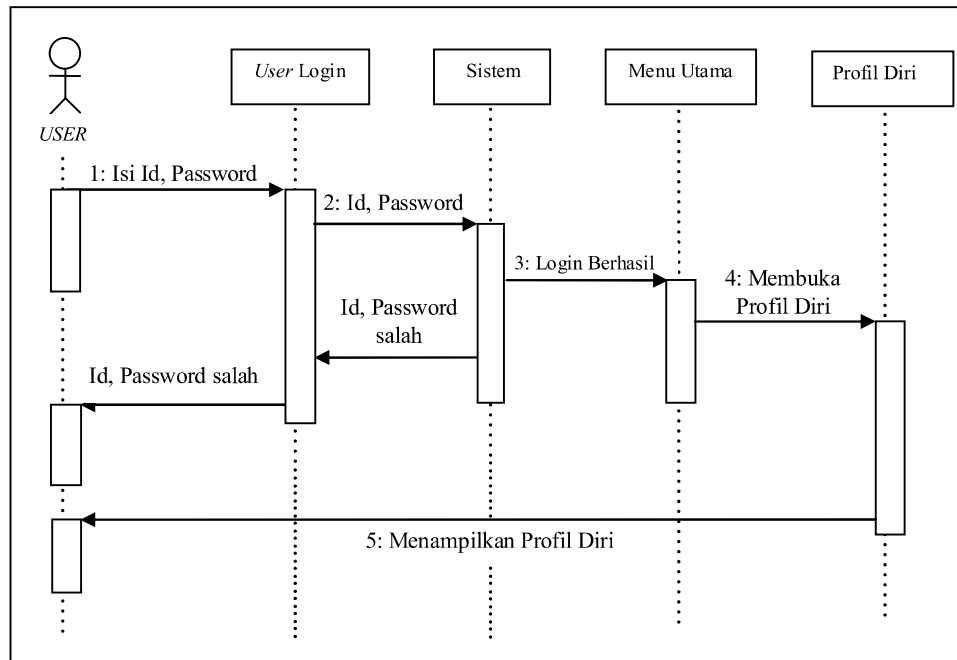 User Login
Sistem
Menu Utama
Profil Diri
USER
1: Isi Id, Password
2: Id, Password
3: Login Berhasil
4: Membuka
Profil Diri
Id, Password
salah
Id, Password salah
5: Menampilkan Profil Diri